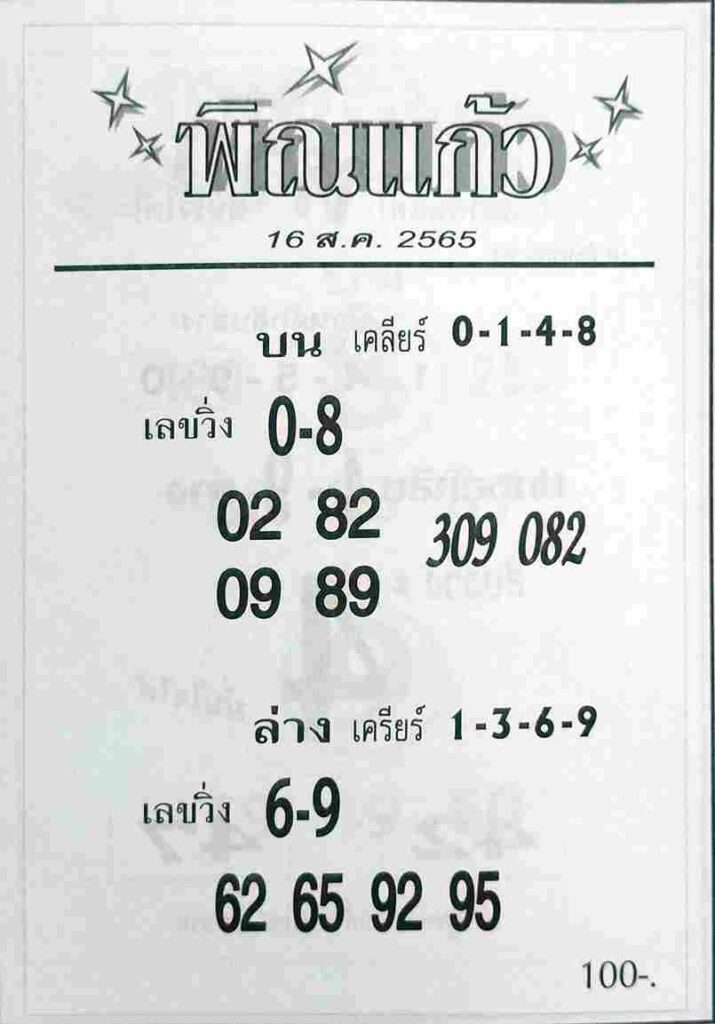 พิณแก้ว
16 ส.ค. 2565
บน เคลียร์ 0-1-4-8
เลขวิ่ง 0-8
02 82
309 082
09 89
ล่าง เครียร์ 1-3-6-9
เลขวิ่ง 6-9
62 65 92 95
100-.